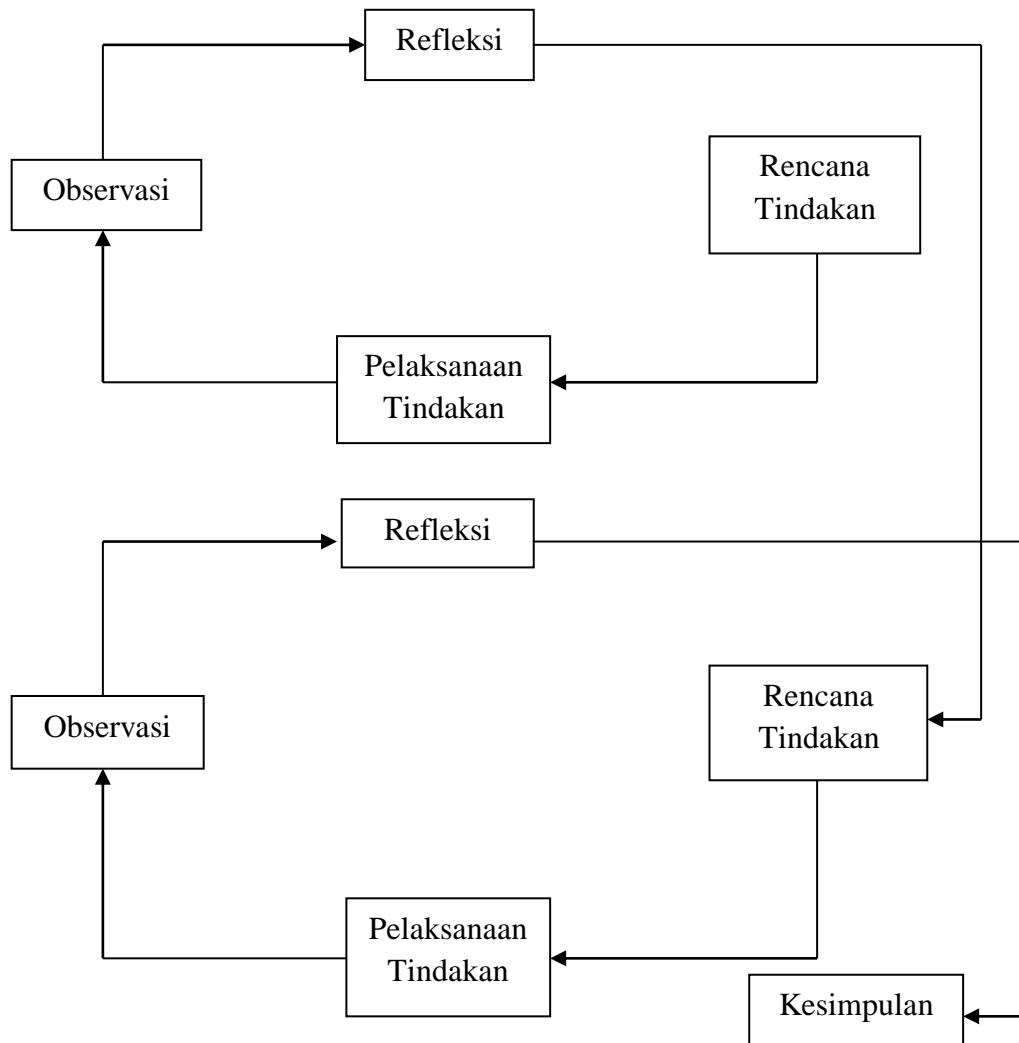 Refleksi
Observasi
Rencana
Tindakan
Pelaksanaan
Tindakan
Refleksi
Observasi
Rencana
Tindakan
Pelaksanaan
Tindakan
Kesimpulan